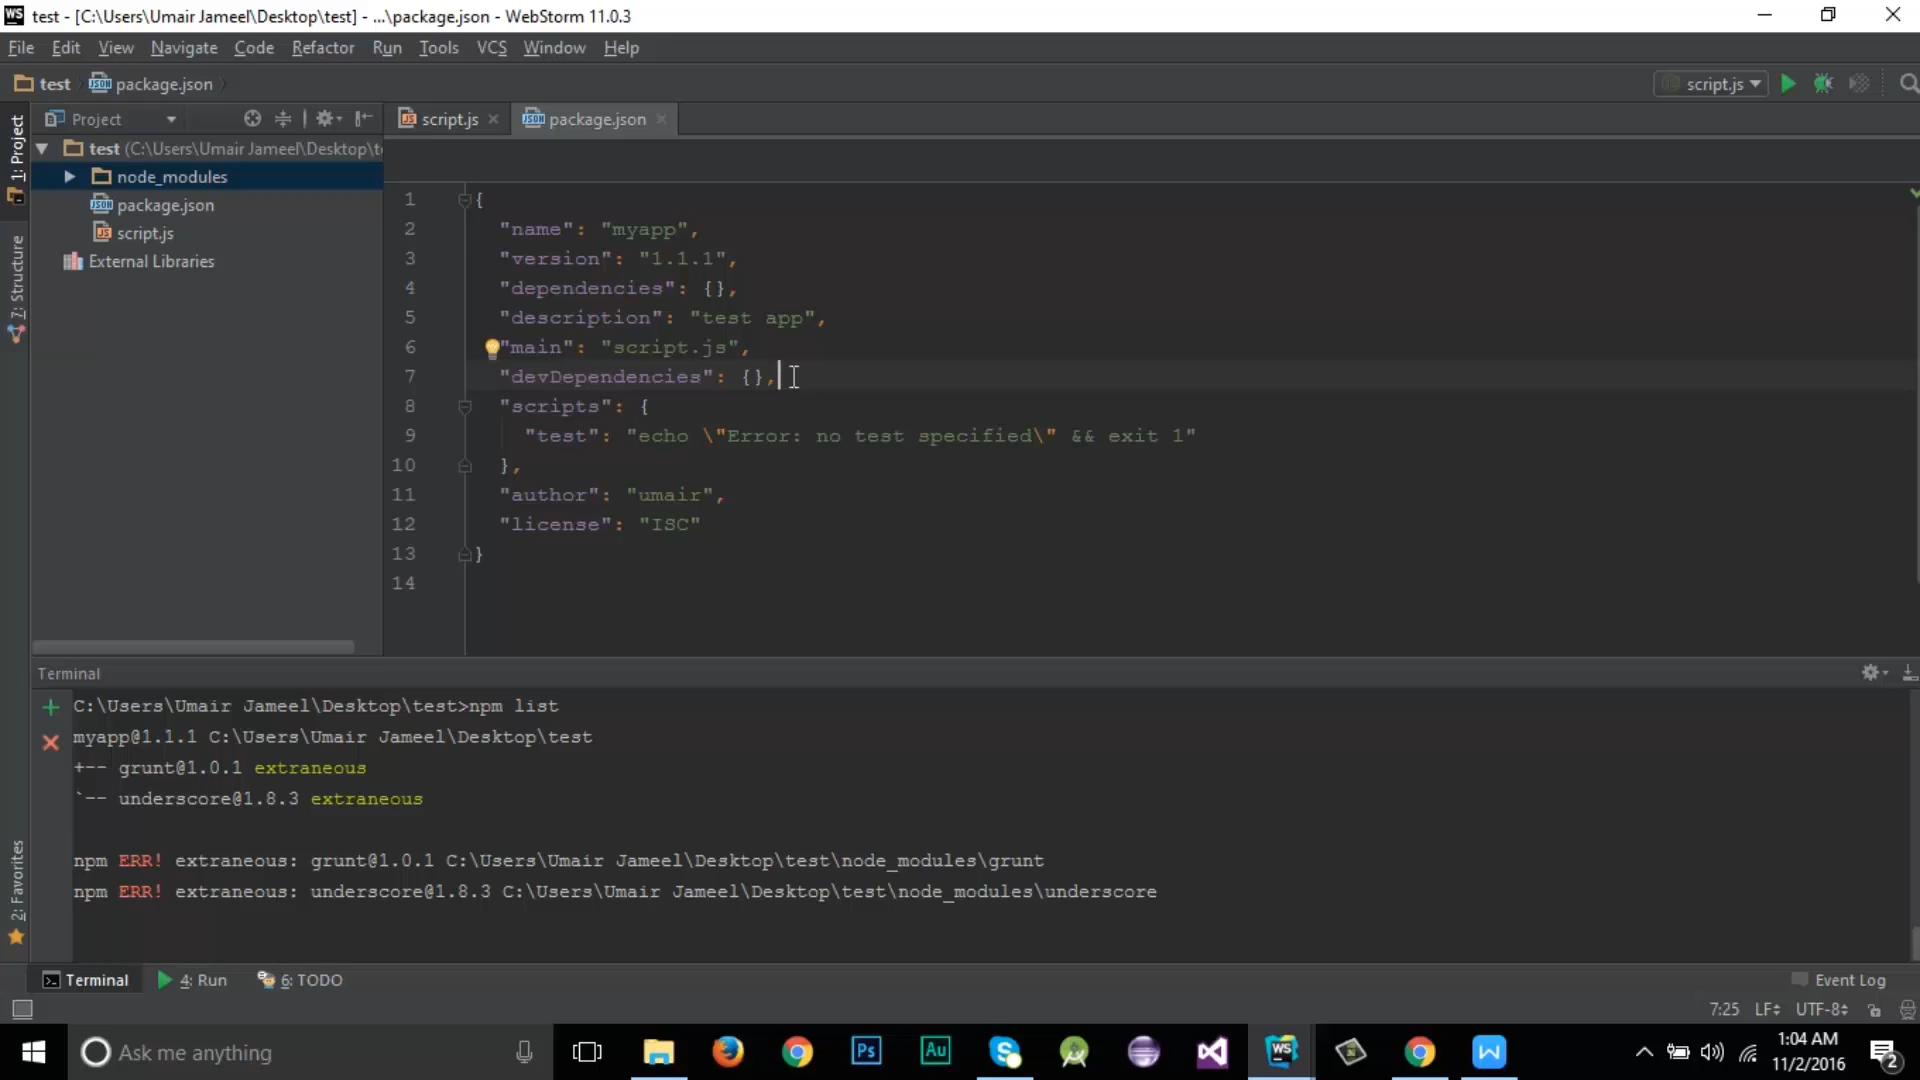 WS test - [C:\Users\Umair Jameel\Desktop\test] - ...\package.json - WebStorm 11.0.3
File Edit View Navigate Code Refactor Run Tools VCS Window Help
test package.json script.js
Project script.js package.json
1: Project
7: Structure
2: Favorites
test (C:\Users\Umair Jameel\Desktop\t
node_modules
package.json
script.js
External Libraries
1 {
2 "name": "myapp",
3 "version": "1.1.1",
4 "dependencies": {},
5 "description": "test app",
6 "main": "script.js",
7 "devDependencies": {},
8 "scripts": {
9 "test": "echo \"Error: no test specified\" && exit 1"
10 },
11 "author": "umair",
12 "license": "ISC"
13 }
14
Terminal
C:\Users\Umair Jameel\Desktop\test>npm list
myapp@1.1.1 C:\Users\Umair Jameel\Desktop\test
+-- grunt@1.0.1 extraneous
`-- underscore@1.8.3 extraneous
npm ERR! extraneous: grunt@1.0.1 C:\Users\Umair Jameel\Desktop\test\node_modules\grunt
npm ERR! extraneous: underscore@1.8.3 C:\Users\Umair Jameel\Desktop\test\node_modules\underscore
Terminal 4: Run 6: TODO Event Log
7:25 LF UTF-8
Ask me anything Ps Au WS W 1:04 AM
11/2/2016 2